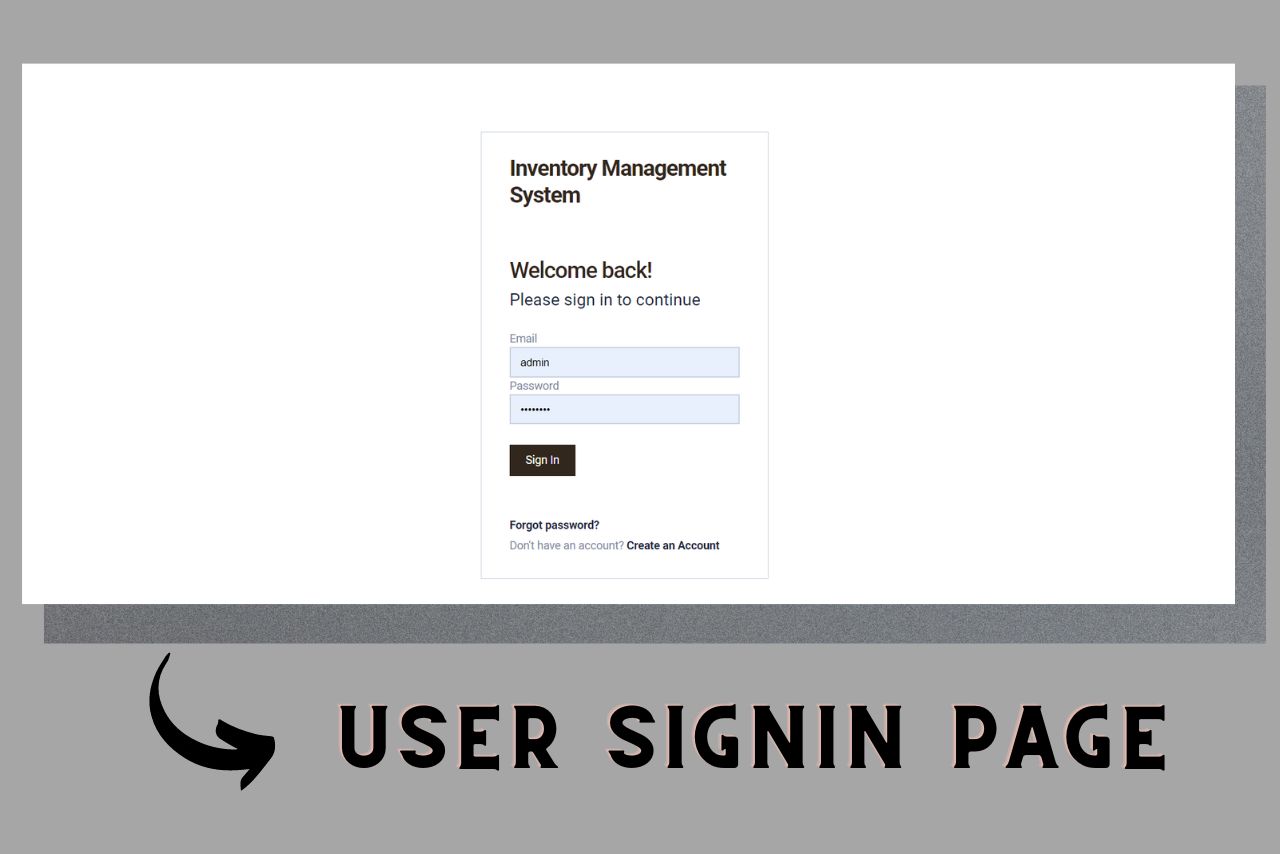 Inventory Management
System
Welcome back!
Please sign in to continue
Email
admin
Password
••••••••
Sign In
Forgot password?
Don't have an account? Create an Account
USER SIGNIN PAGE